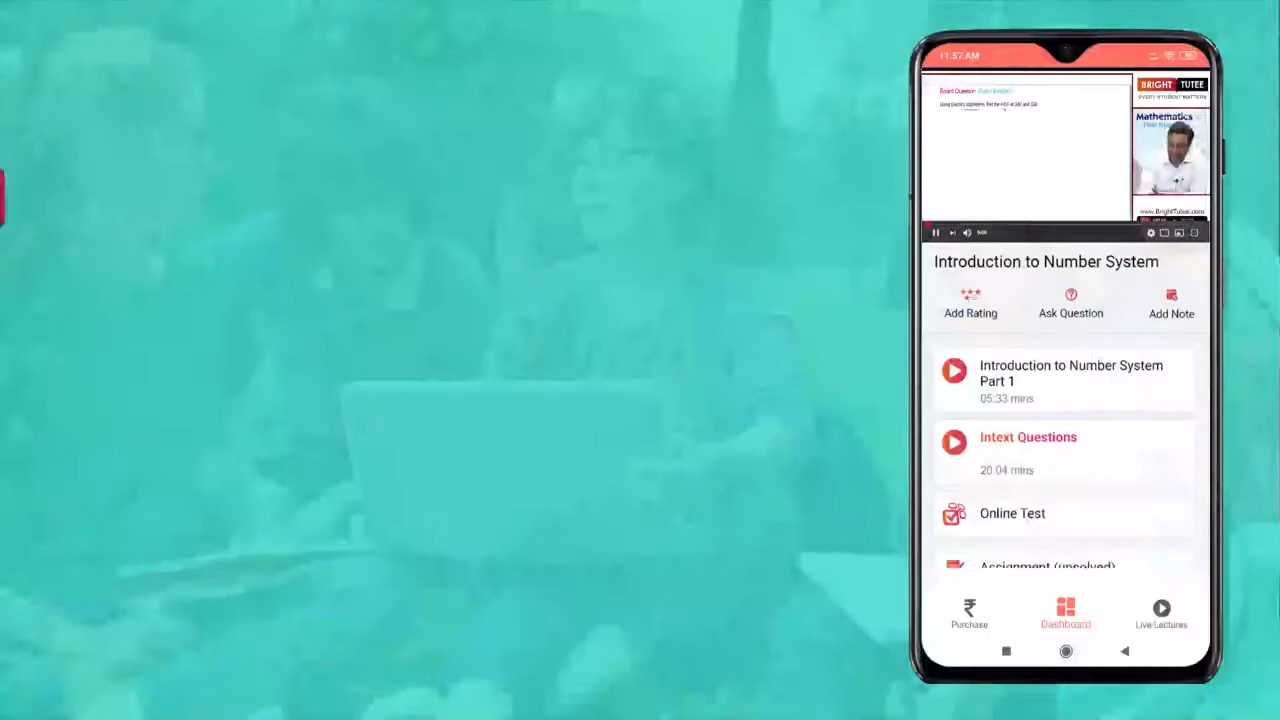 11:57 AM
Board Question
BRIGHT TUTEE
EVERY STUDENT MATTERS
Mathematics
www.BrightTutee.com
Introduction to Number System
Add Rating
Ask Question
Add Note
Introduction to Number System
Part 1
05:33 mins
Intext Questions
20:04 mins
Online Test
Assignment (unsolved)
Purchase
Dashboard
Live Lectures